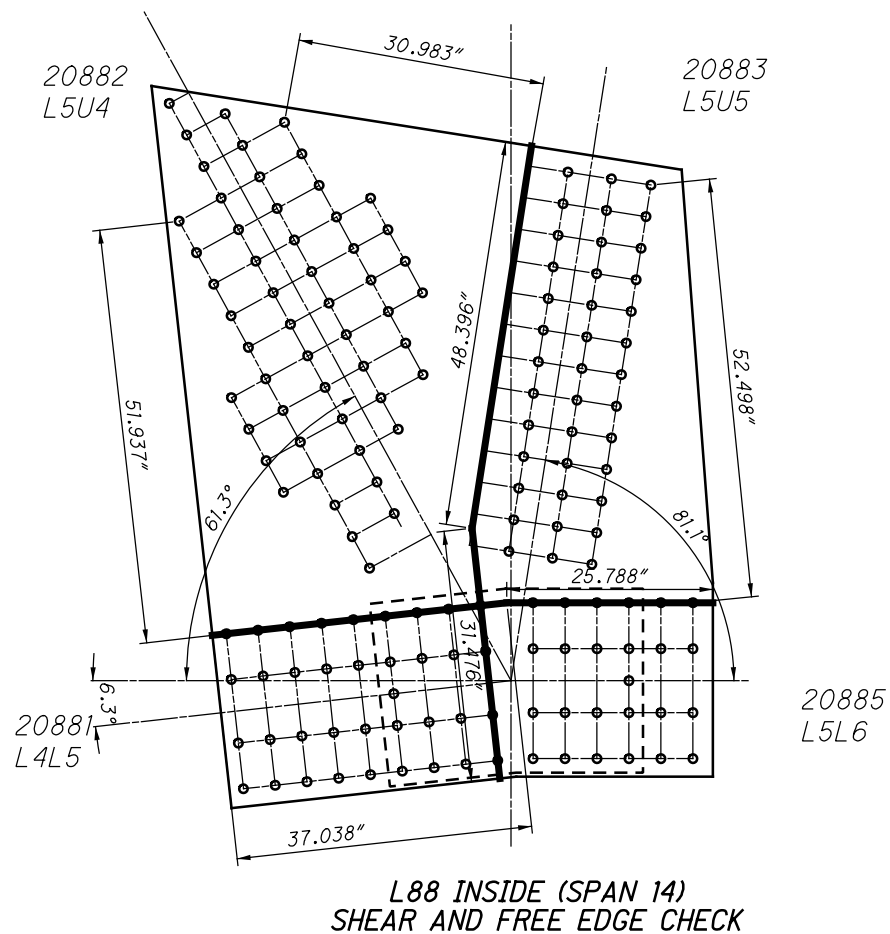 20882
L5U4
30.983"
20883
L5U5
48.396"
52.498"
51.937"
61.3°
81.1°
25.788"
31.476"
6.3°
20881
L4L5
20885
L5L6
37.038"
L88 INSIDE (SPAN 14)
SHEAR AND FREE EDGE CHECK